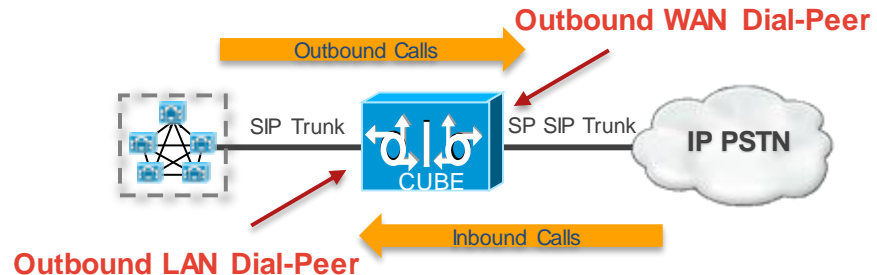 Outbound WAN Dial-Peer
Outbound Calls
SIP Trunk
SP SIP Trunk
IP PSTN
CUBE
Inbound Calls
Outbound LAN Dial-Peer